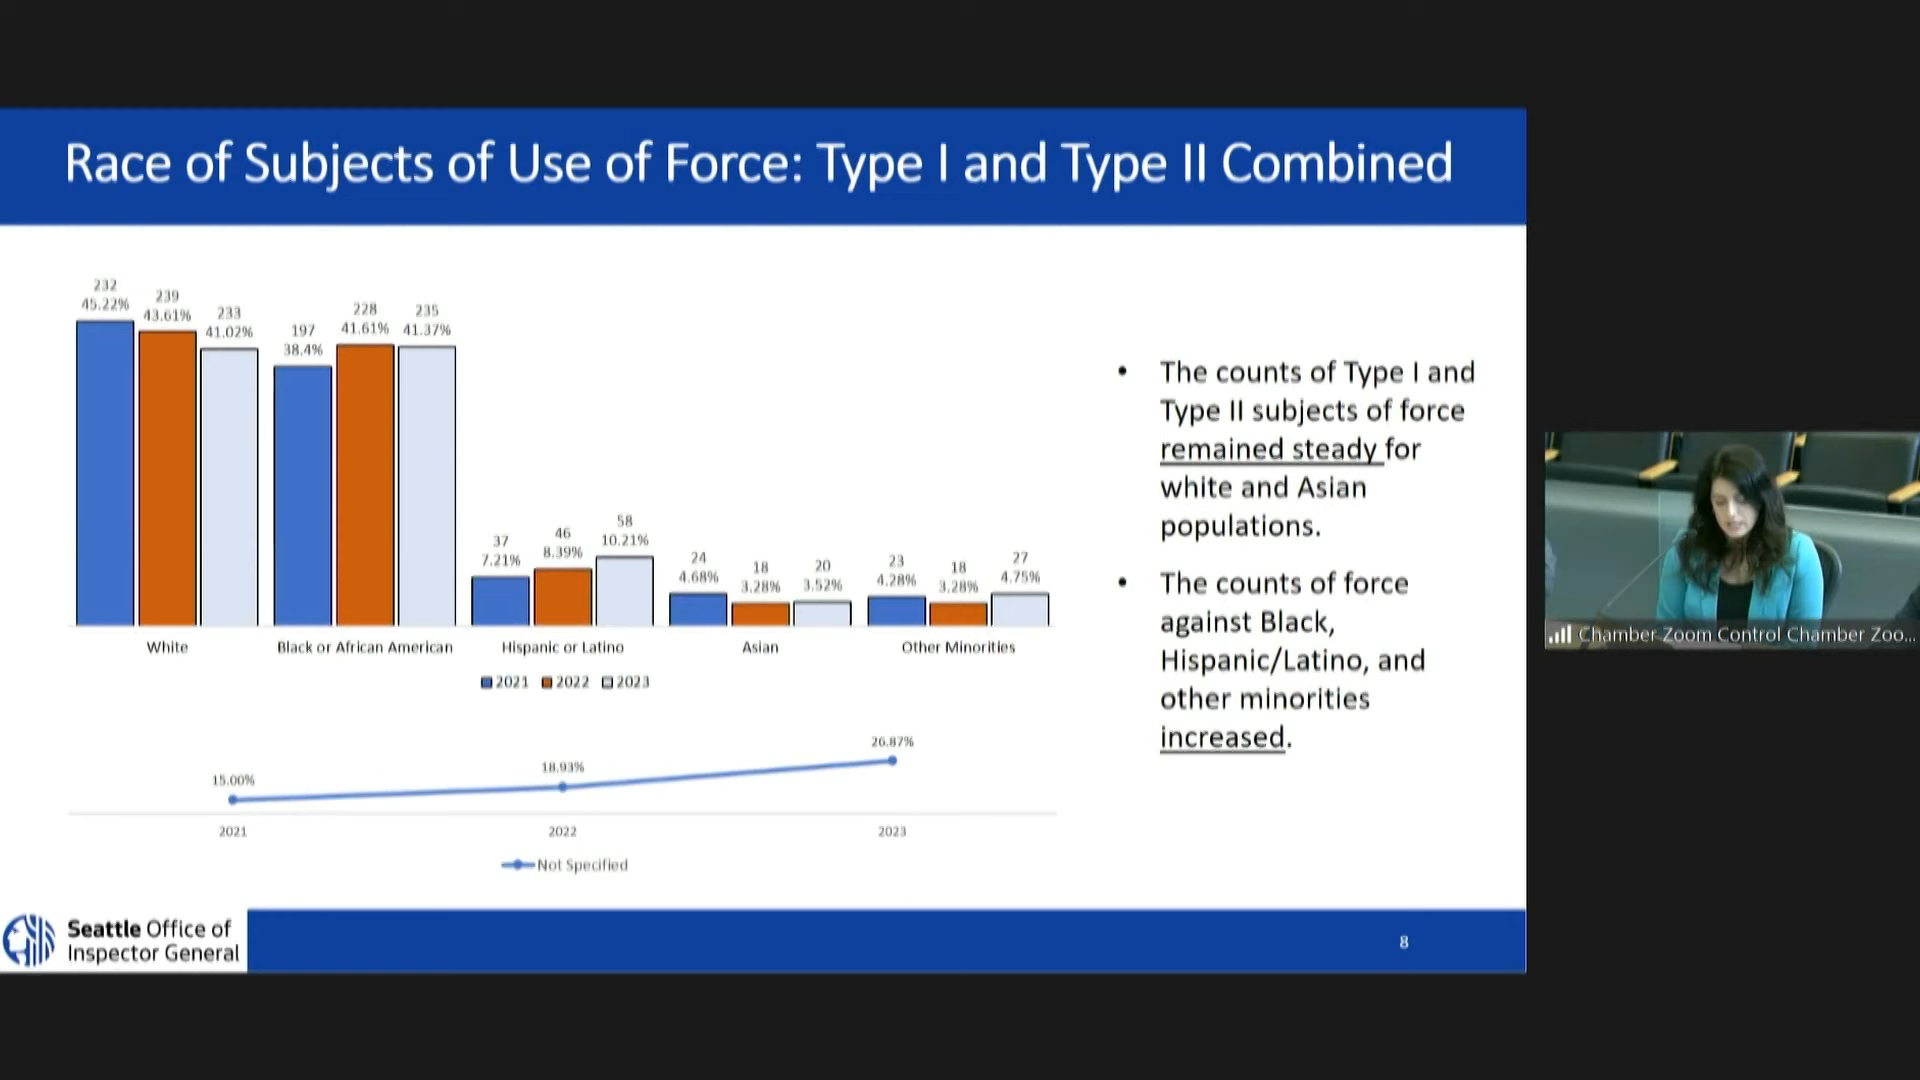 Race of Subjects of Use of Force: Type I and Type II Combined
232
45.22%
239
43.61%
233
41.02%
197
38.4%
228
41.61%
235
41.37%
37
7.21%
46
8.39%
58
10.21%
24
4.68%
18
3.28%
20
3.52%
23
4.28%
18
3.28%
27
4.75%
White
Black or African American
Hispanic or Latino
Asian
Other Minorities
2021 2022 2023
15.00%
18.93%
26.87%
2021
2022
2023
Not Specified
• The counts of Type I and
Type II subjects of force
remained steady for
white and Asian
populations.
• The counts of force
against Black,
Hispanic/Latino, and
other minorities
increased.
Chamber Zoom Control Chamber Zoo...
Seattle Office of
Inspector General
8